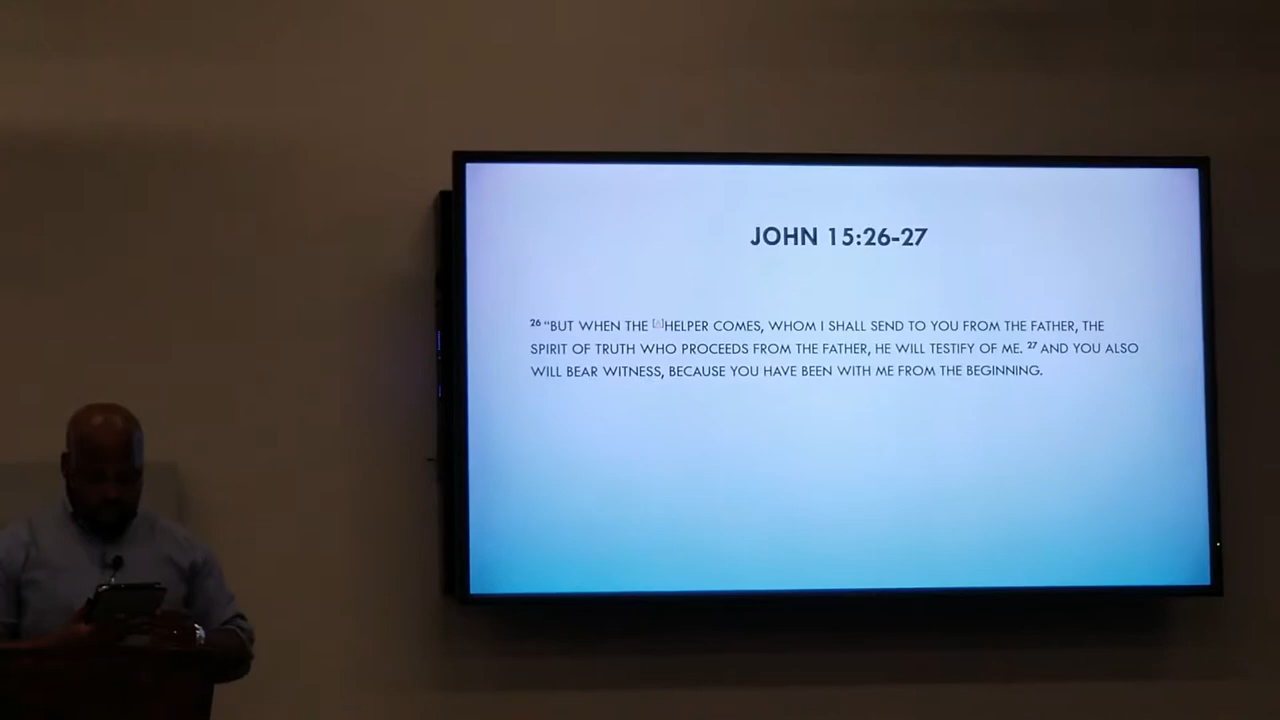 JOHN 15:26-27
26 “BUT WHEN THE [a]HELPER COMES, WHOM I SHALL SEND TO YOU FROM THE FATHER, THE
SPIRIT OF TRUTH WHO PROCEEDS FROM THE FATHER, HE WILL TESTIFY OF ME. 27 AND YOU ALSO
WILL BEAR WITNESS, BECAUSE YOU HAVE BEEN WITH ME FROM THE BEGINNING.